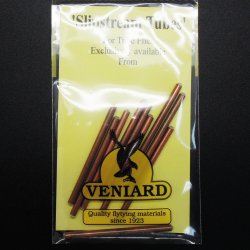 'Slipstream Tubes'
For Tube Flies
Exclusively available
From
VENIARD
Quality flytying materials
since 1923